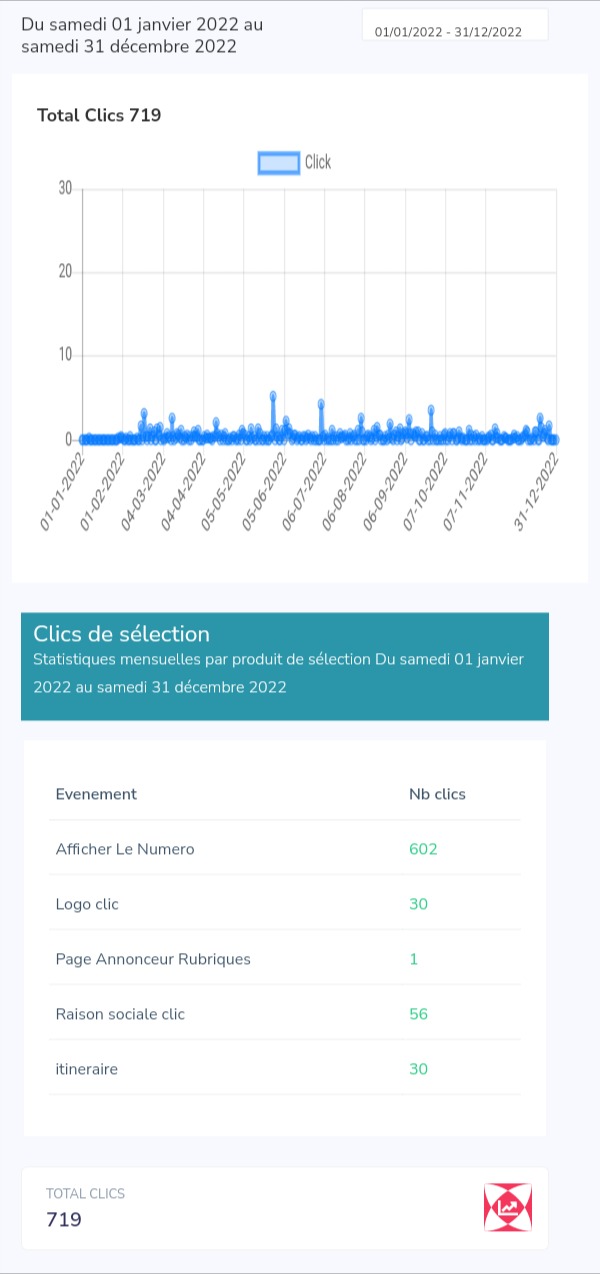 Du samedi 01 janvier 2022 au
samedi 31 décembre 2022
01/01/2022 - 31/12/2022
Total Clics 719
Click
30
20
10
0
01-01-2022
01-02-2022
04-03-2022
04-04-2022
05-05-2022
05-06-2022
06-07-2022
06-08-2022
06-09-2022
07-10-2022
07-11-2022
31-12-2022
Clics de sélection
Statistiques mensuelles par produit de sélection Du samedi 01 janvier
2022 au samedi 31 décembre 2022
Evenement Nb clics
Afficher Le Numero 602
Logo clic 30
Page Annonceur Rubriques 1
Raison sociale clic 56
itineraire 30
TOTAL CLICS
719